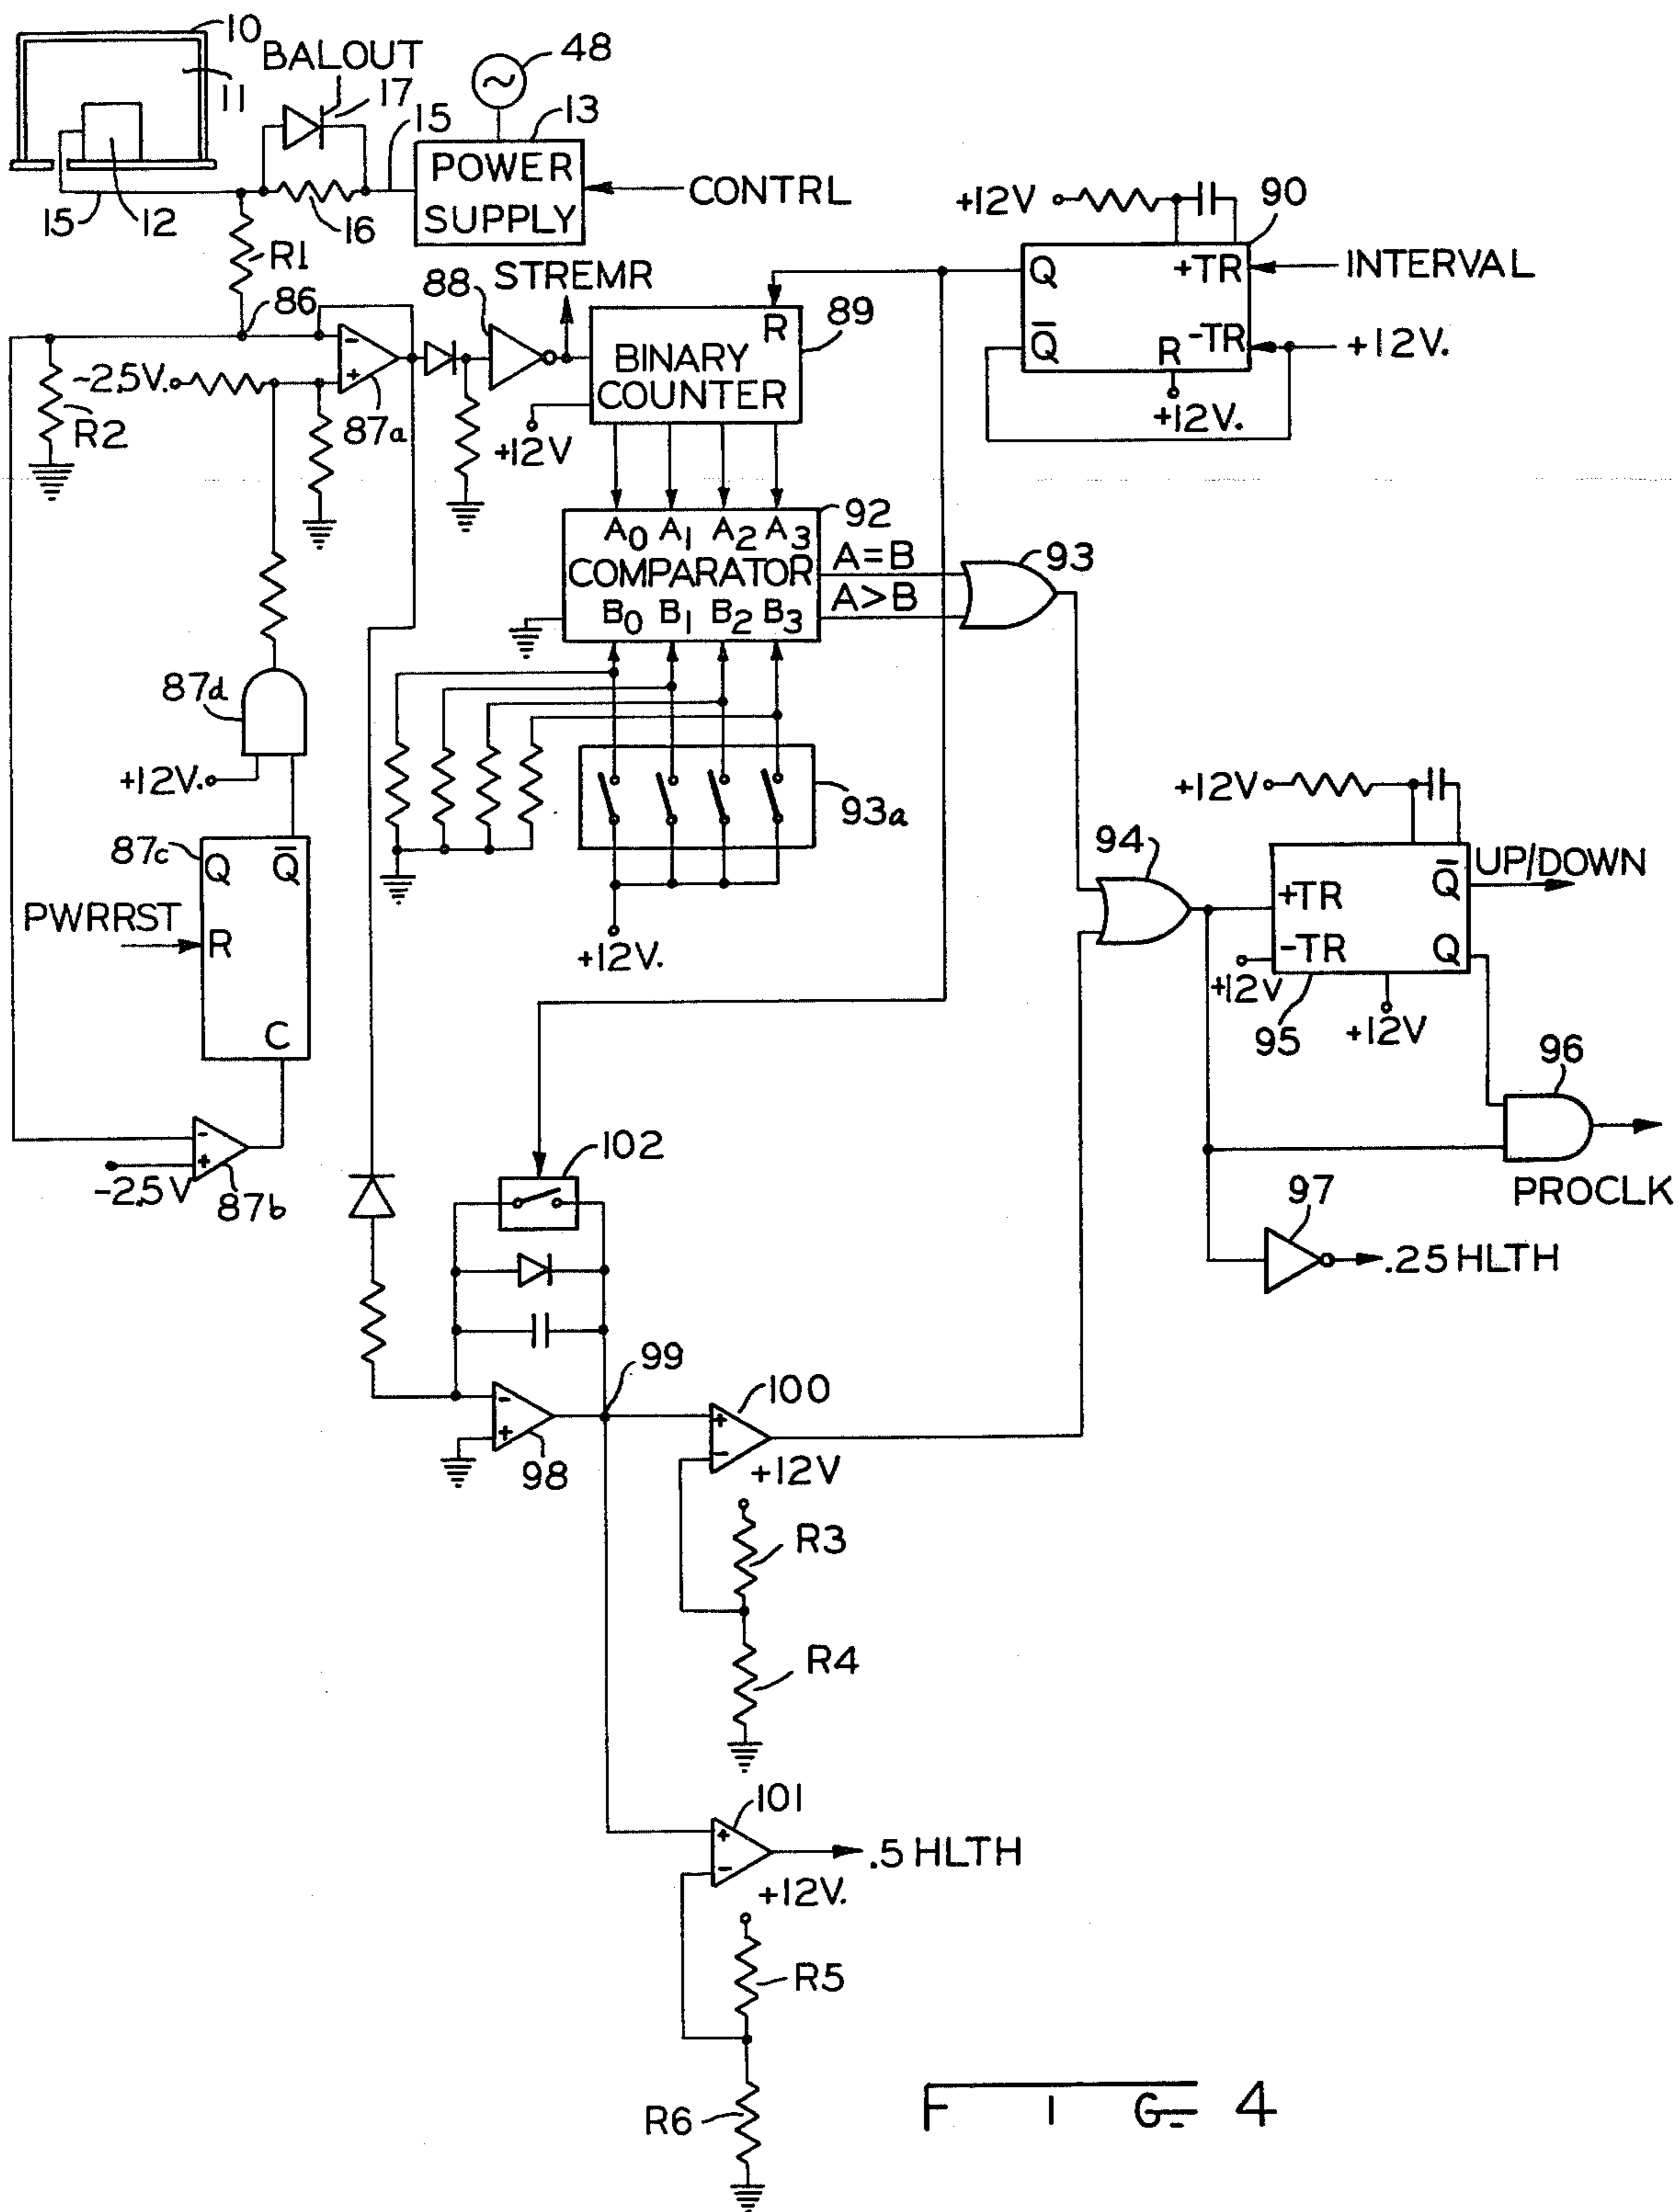 10
BALOUT
48
11
17
15
13
POWER
SUPPLY
CONTRL
12
15
16
R1
+12V
90
Q
+TR
INTERVAL
Q̅
R
-TR
+12V.
+12V.
86
88
STREMR
89
R
BINARY
COUNTER
-
+
-2.5V.
87a
R2
+12V
92
A0 A1 A2 A3
COMPARATOR
B0 B1 B2 B3
A=B
A>B
93
87d
+12V.
93a
+12V.
87c
Q
Q̅
PWRRST
R
C
94
+12V
+TR
-TR
Q̅
Q
UP/DOWN
+12V
95
+12V
96
PROCLK
97
.25 HLTH
-
+
-2.5V
87b
102
99
-
+
98
100
+
-
+12V
R3
R4
101
+
-
.5 HLTH
+12V.
R5
R6
FIG_ 4